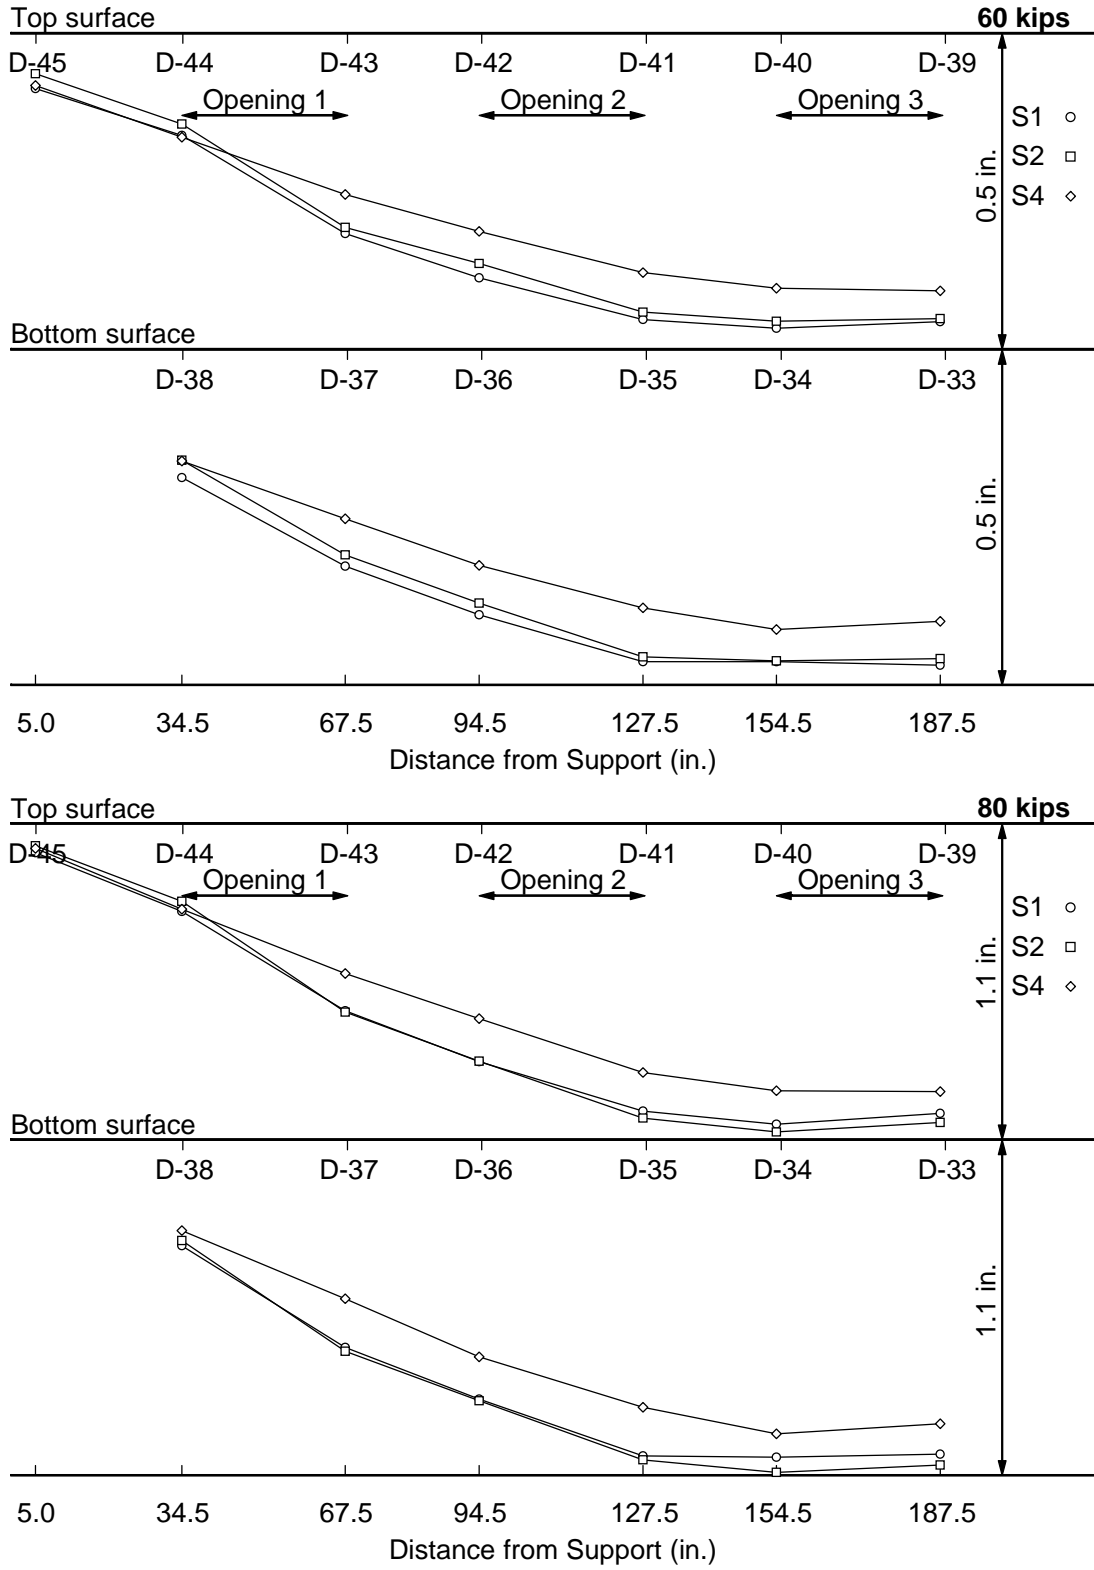 Top surface 60 kips
D-45 D-44 D-43 D-42 D-41 D-40 D-39
Opening 1 Opening 2 Opening 3
S1
S2
S4
0.5 in.
Bottom surface
D-38 D-37 D-36 D-35 D-34 D-33
0.5 in.
5.0 34.5 67.5 94.5 127.5 154.5 187.5
Distance from Support (in.)
Top surface 80 kips
D-45 D-44 D-43 D-42 D-41 D-40 D-39
Opening 1 Opening 2 Opening 3
S1
S2
S4
1.1 in.
Bottom surface
D-38 D-37 D-36 D-35 D-34 D-33
1.1 in.
5.0 34.5 67.5 94.5 127.5 154.5 187.5
Distance from Support (in.)